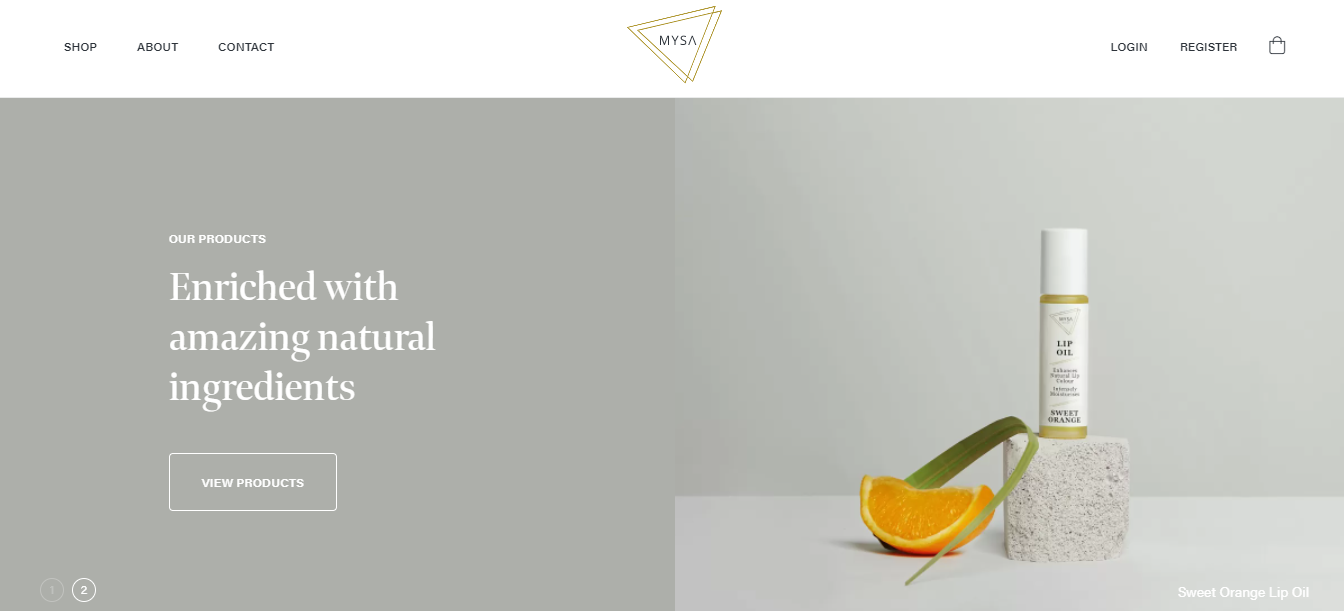 SHOP ABOUT CONTACT MYSA LOGIN REGISTER
OUR PRODUCTS
Enriched with
amazing natural
ingredients
VIEW PRODUCTS
1 2
MYSA
LIP
OIL
Enhances
Natural Lip
Colour
Intensely
Moisturises
SWEET
ORANGE
Sweet Orange Lip Oil